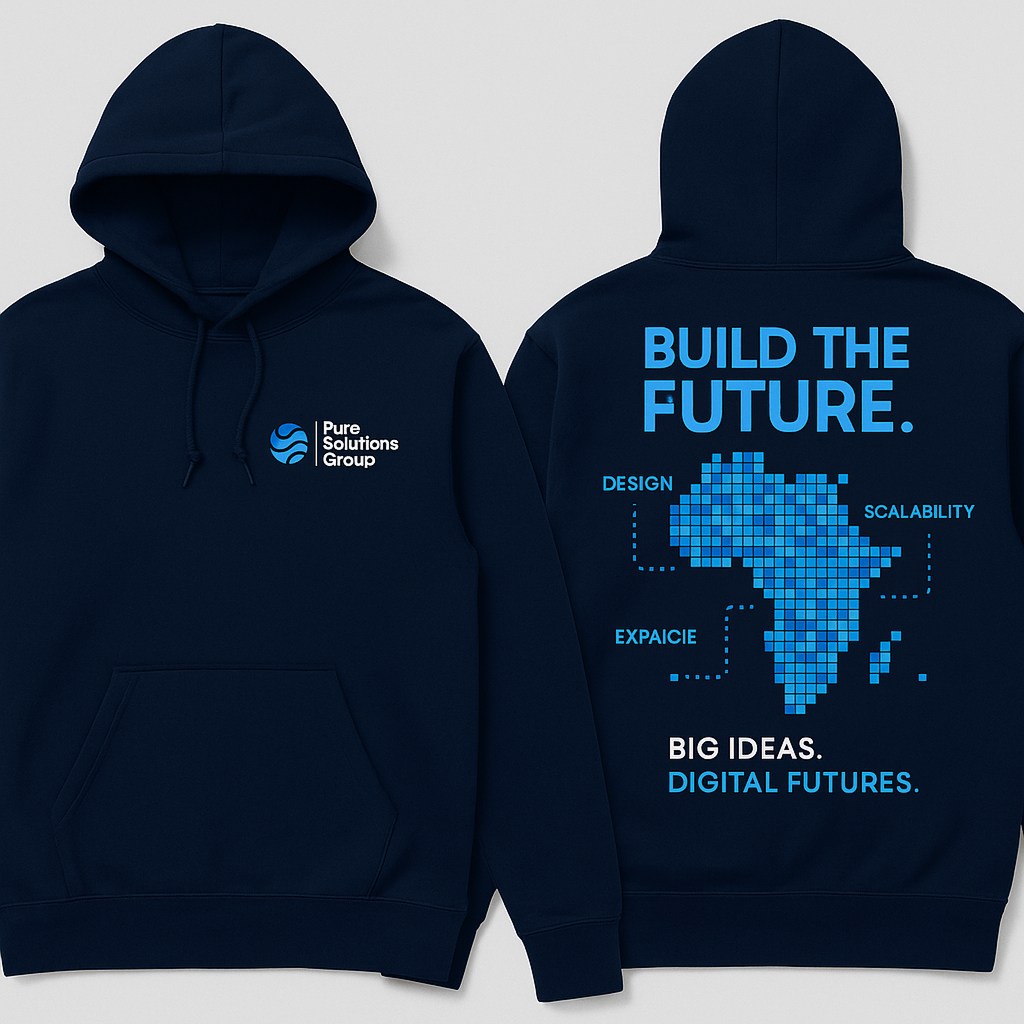 Pure
Solutions
Group
BUILD THE
FUTURE.
DESIGN
SCALABILITY
EXPAICIE
BIG IDEAS.
DIGITAL FUTURES.